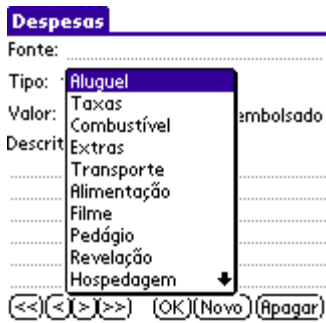 Despesas
Fonte:
Tipo:
Aluguel
Taxas
Valor:
Combustível
embolsado
Descrit
Extras
Transporte
Alimentação
Filme
Pedágio
Revelação
Hospedagem
<< < > >> OK Novo Apagar